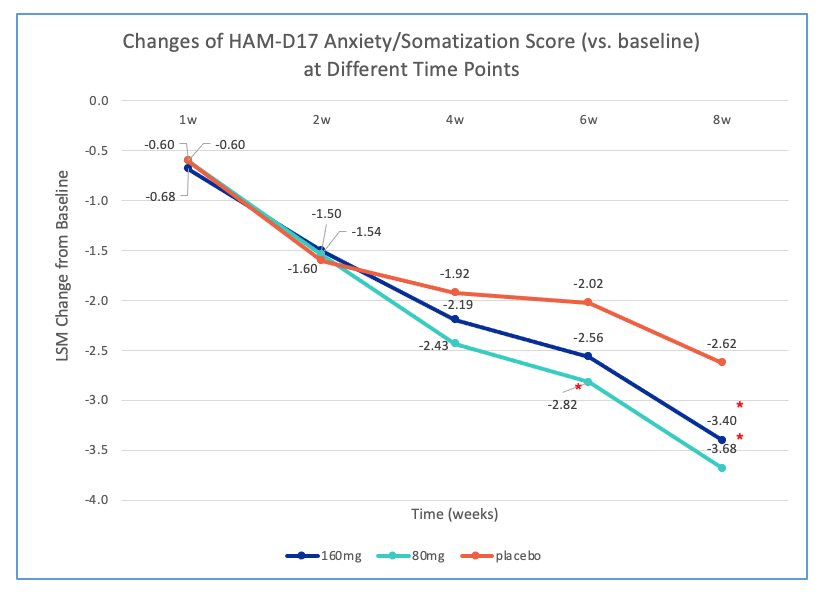 Changes of HAM-D17 Anxiety/Somatization Score (vs. baseline)
at Different Time Points
LSM Change from Baseline
0.0
-0.5
-1.0
-1.5
-2.0
-2.5
-3.0
-3.5
-4.0
1w
2w
4w
6w
8w
-0.60
-0.60
-0.68
-1.50
-1.54
-1.60
-1.92
-2.19
-2.43
-2.02
-2.56
*
-2.82
-2.62
*
-3.40
*
-3.68
Time (weeks)
160mg
80mg
placebo